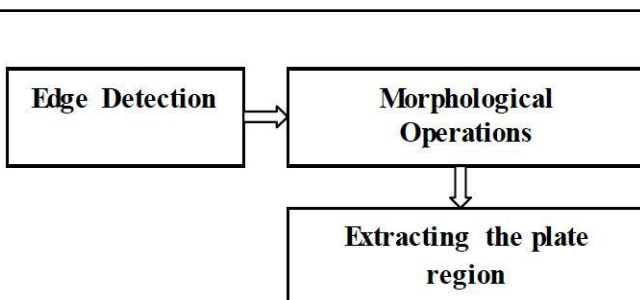 Edge Detection
Morphological
Operations
Extracting the plate
region